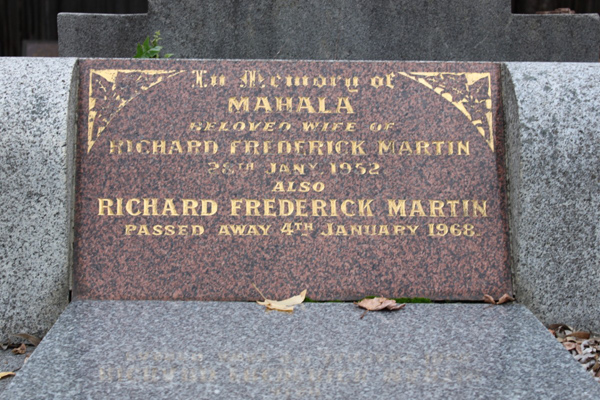 In Memory of
MAHALA
BELOVED WIFE OF
RICHARD FREDERICK MARTIN
28TH JANY. 1952
ALSO
RICHARD FREDERICK MARTIN
PASSED AWAY 4TH JANUARY 1968.